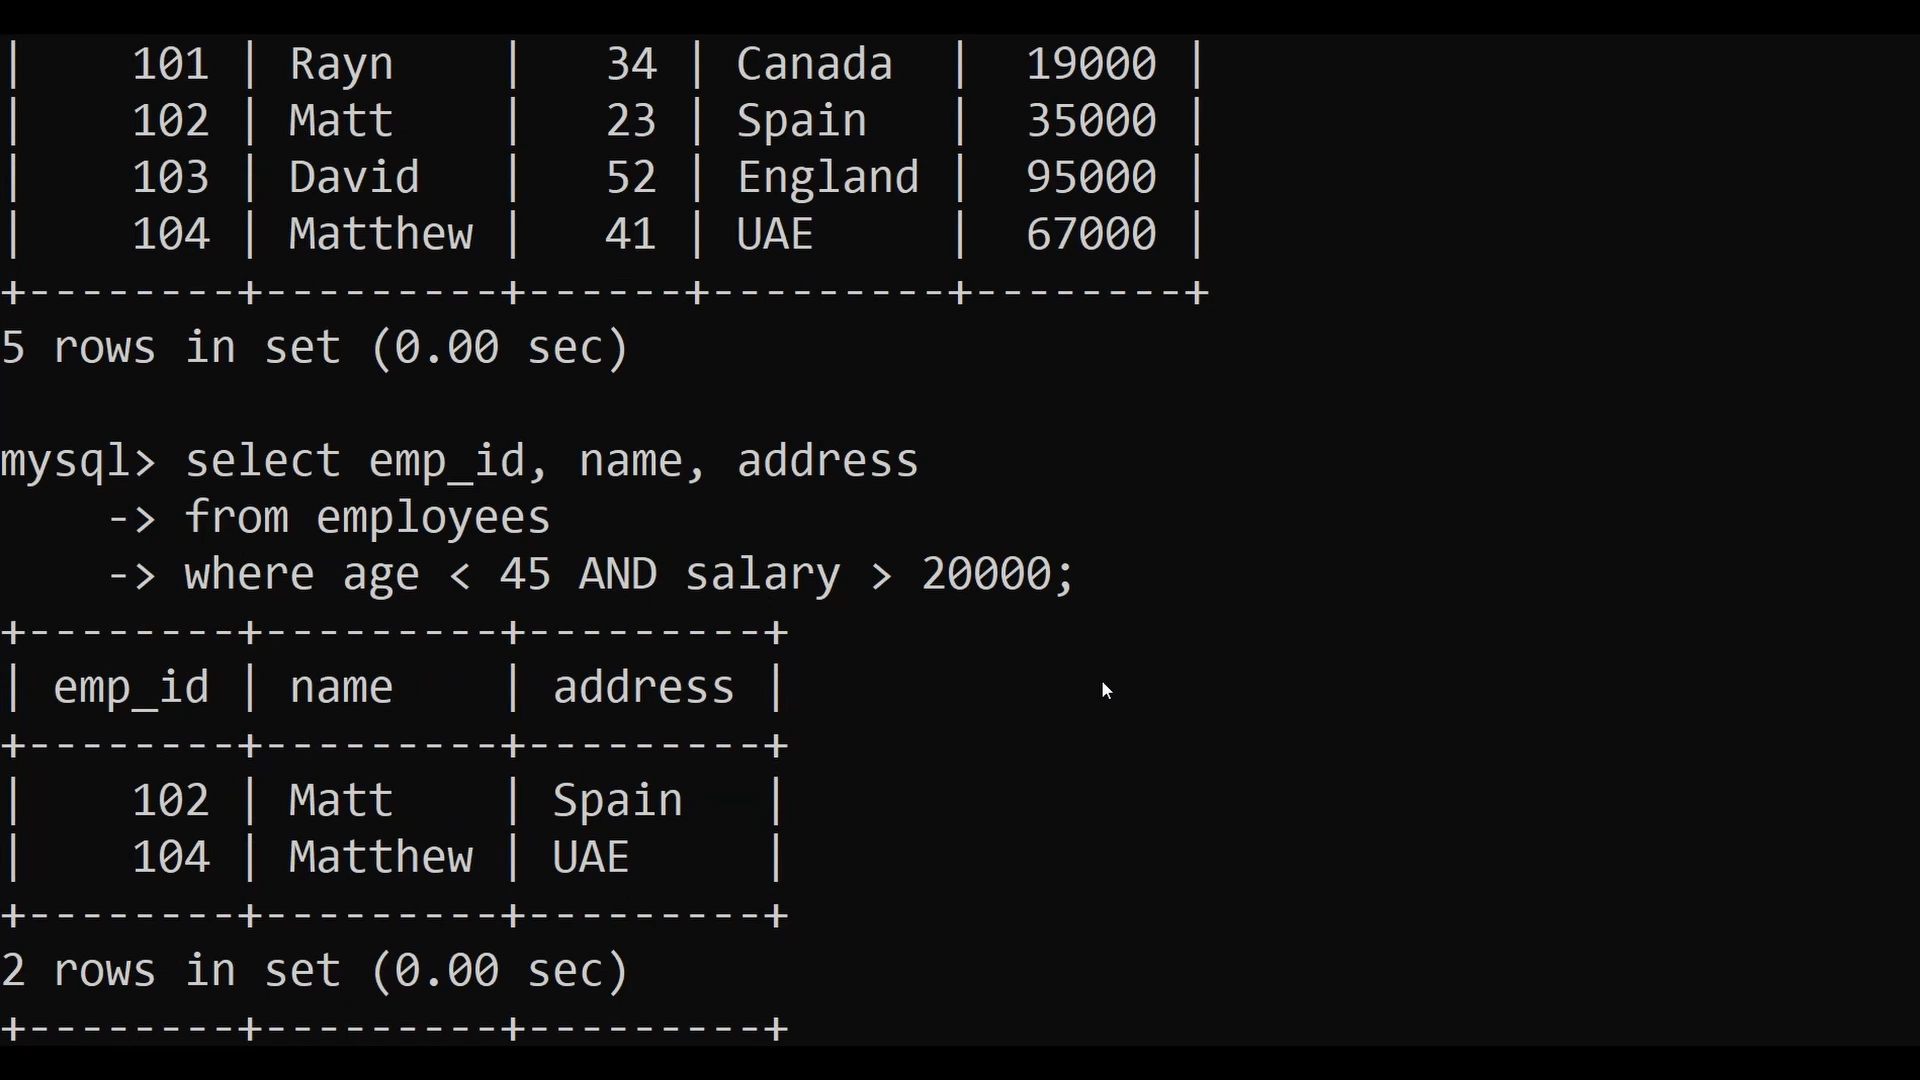 |    101 | Rayn    |   34 | Canada  |  19000 |
|    102 | Matt    |   23 | Spain   |  35000 |
|    103 | David   |   52 | England |  95000 |
|    104 | Matthew |   41 | UAE     |  67000 |
+--------+---------+------+---------+--------+
5 rows in set (0.00 sec)
mysql> select emp_id, name, address
    -> from employees
    -> where age < 45 AND salary > 20000;
+--------+---------+---------+
| emp_id | name    | address |
+--------+---------+---------+
|    102 | Matt    | Spain   |
|    104 | Matthew | UAE     |
+--------+---------+---------+
2 rows in set (0.00 sec)
+--------+---------+---------+